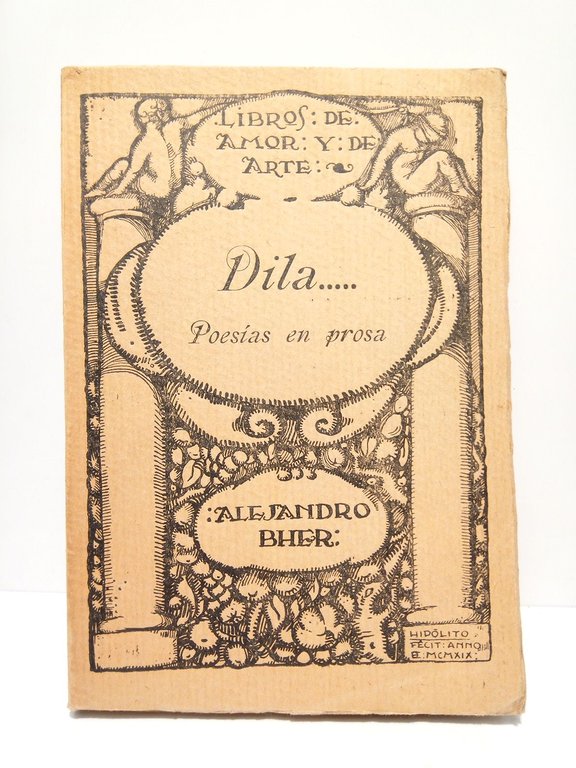 LIBROS: DE:
AMOR: Y: DE
ARTE:
Dila.....
Poesías en prosa
:ALEJANDRO
BHER:
HIPÓLITO
FECIT: ANNO
MCMXIX: